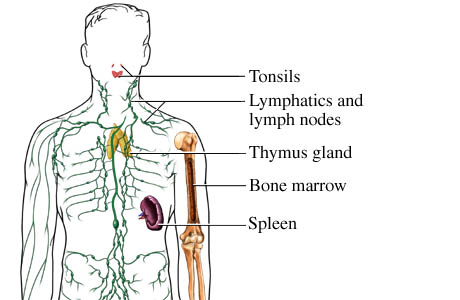 Tonsils
Lymphatics and
lymph nodes
Thymus gland
Bone marrow
Spleen